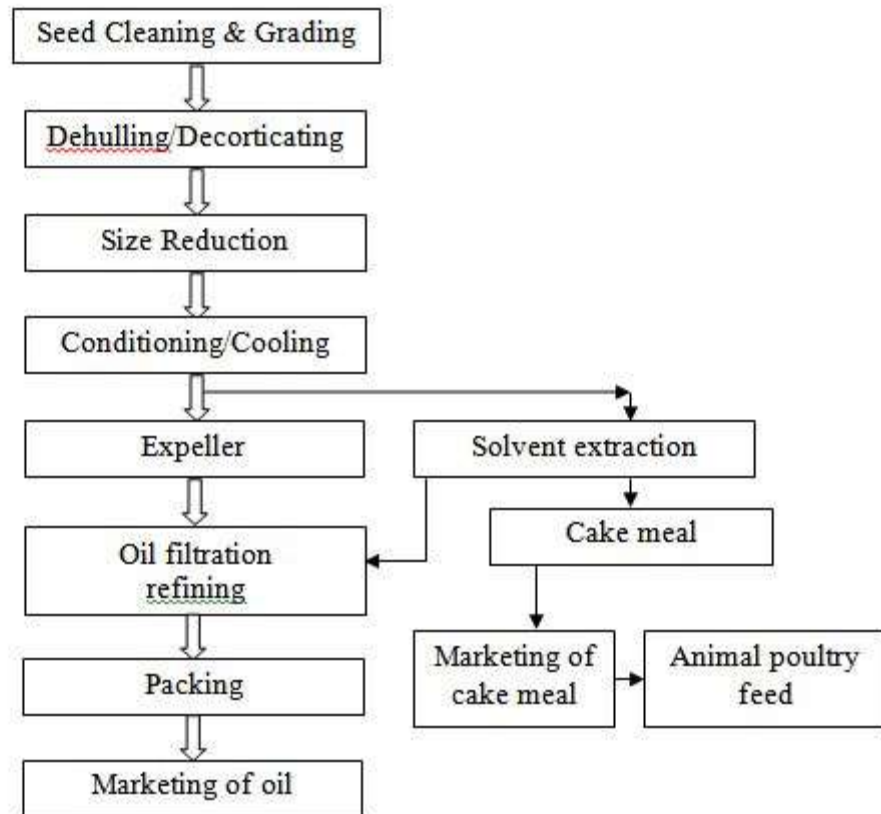 Seed Cleaning & Grading
Dehulling/Decorticating
Size Reduction
Conditioning/Cooling
Expeller
Solvent extraction
Cake meal
Oil filtration
refining
Marketing of
cake meal
Animal poultry
feed
Packing
Marketing of oil